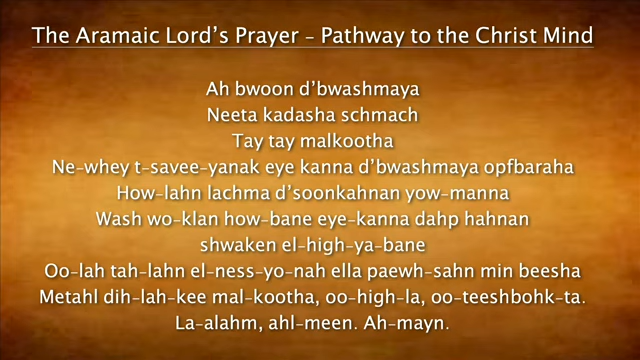 The Aramaic Lord's Prayer – Pathway to the Christ Mind
Ah bwoon d'bwashmaya
Neeta kadasha schmach
Tay tay malkootha
Ne-whey t-savee-yanak eye kanna d'bwashmaya opfbaraha
How-lahn lachma d'soonkahnan yow-manna
Wash wo-klan how-bane eye-kanna dahp hahnan
shwaken el-high-ya-bane
Oo-lah tah-lahn el-ness-yo-nah ella paewh-sahn min beesha
Metahl dih-lah-kee mal-kootha, oo-high-la, oo-teeshbohk-ta.
La-alahm, ahl-meen. Ah-mayn.